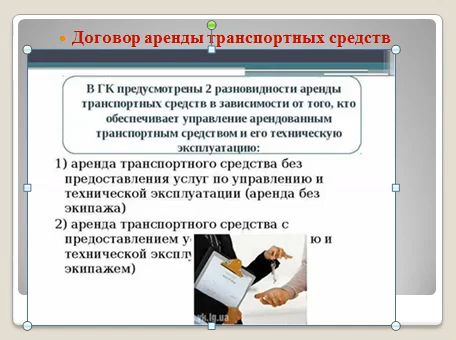 Договор аренды транспортных средств
В ГК предусмотрены 2 разновидности аренды
транспортных средств в зависимости от того, кто
обеспечивает управление арендованным
транспортным средством и его техническую
эксплуатацию:
1) аренда транспортного средства без
предоставления услуг по управлению и
технической эксплуатации (аренда без
экипажа)
2) аренда транспортного средства с
предоставлением ю и
технической
экипажем)